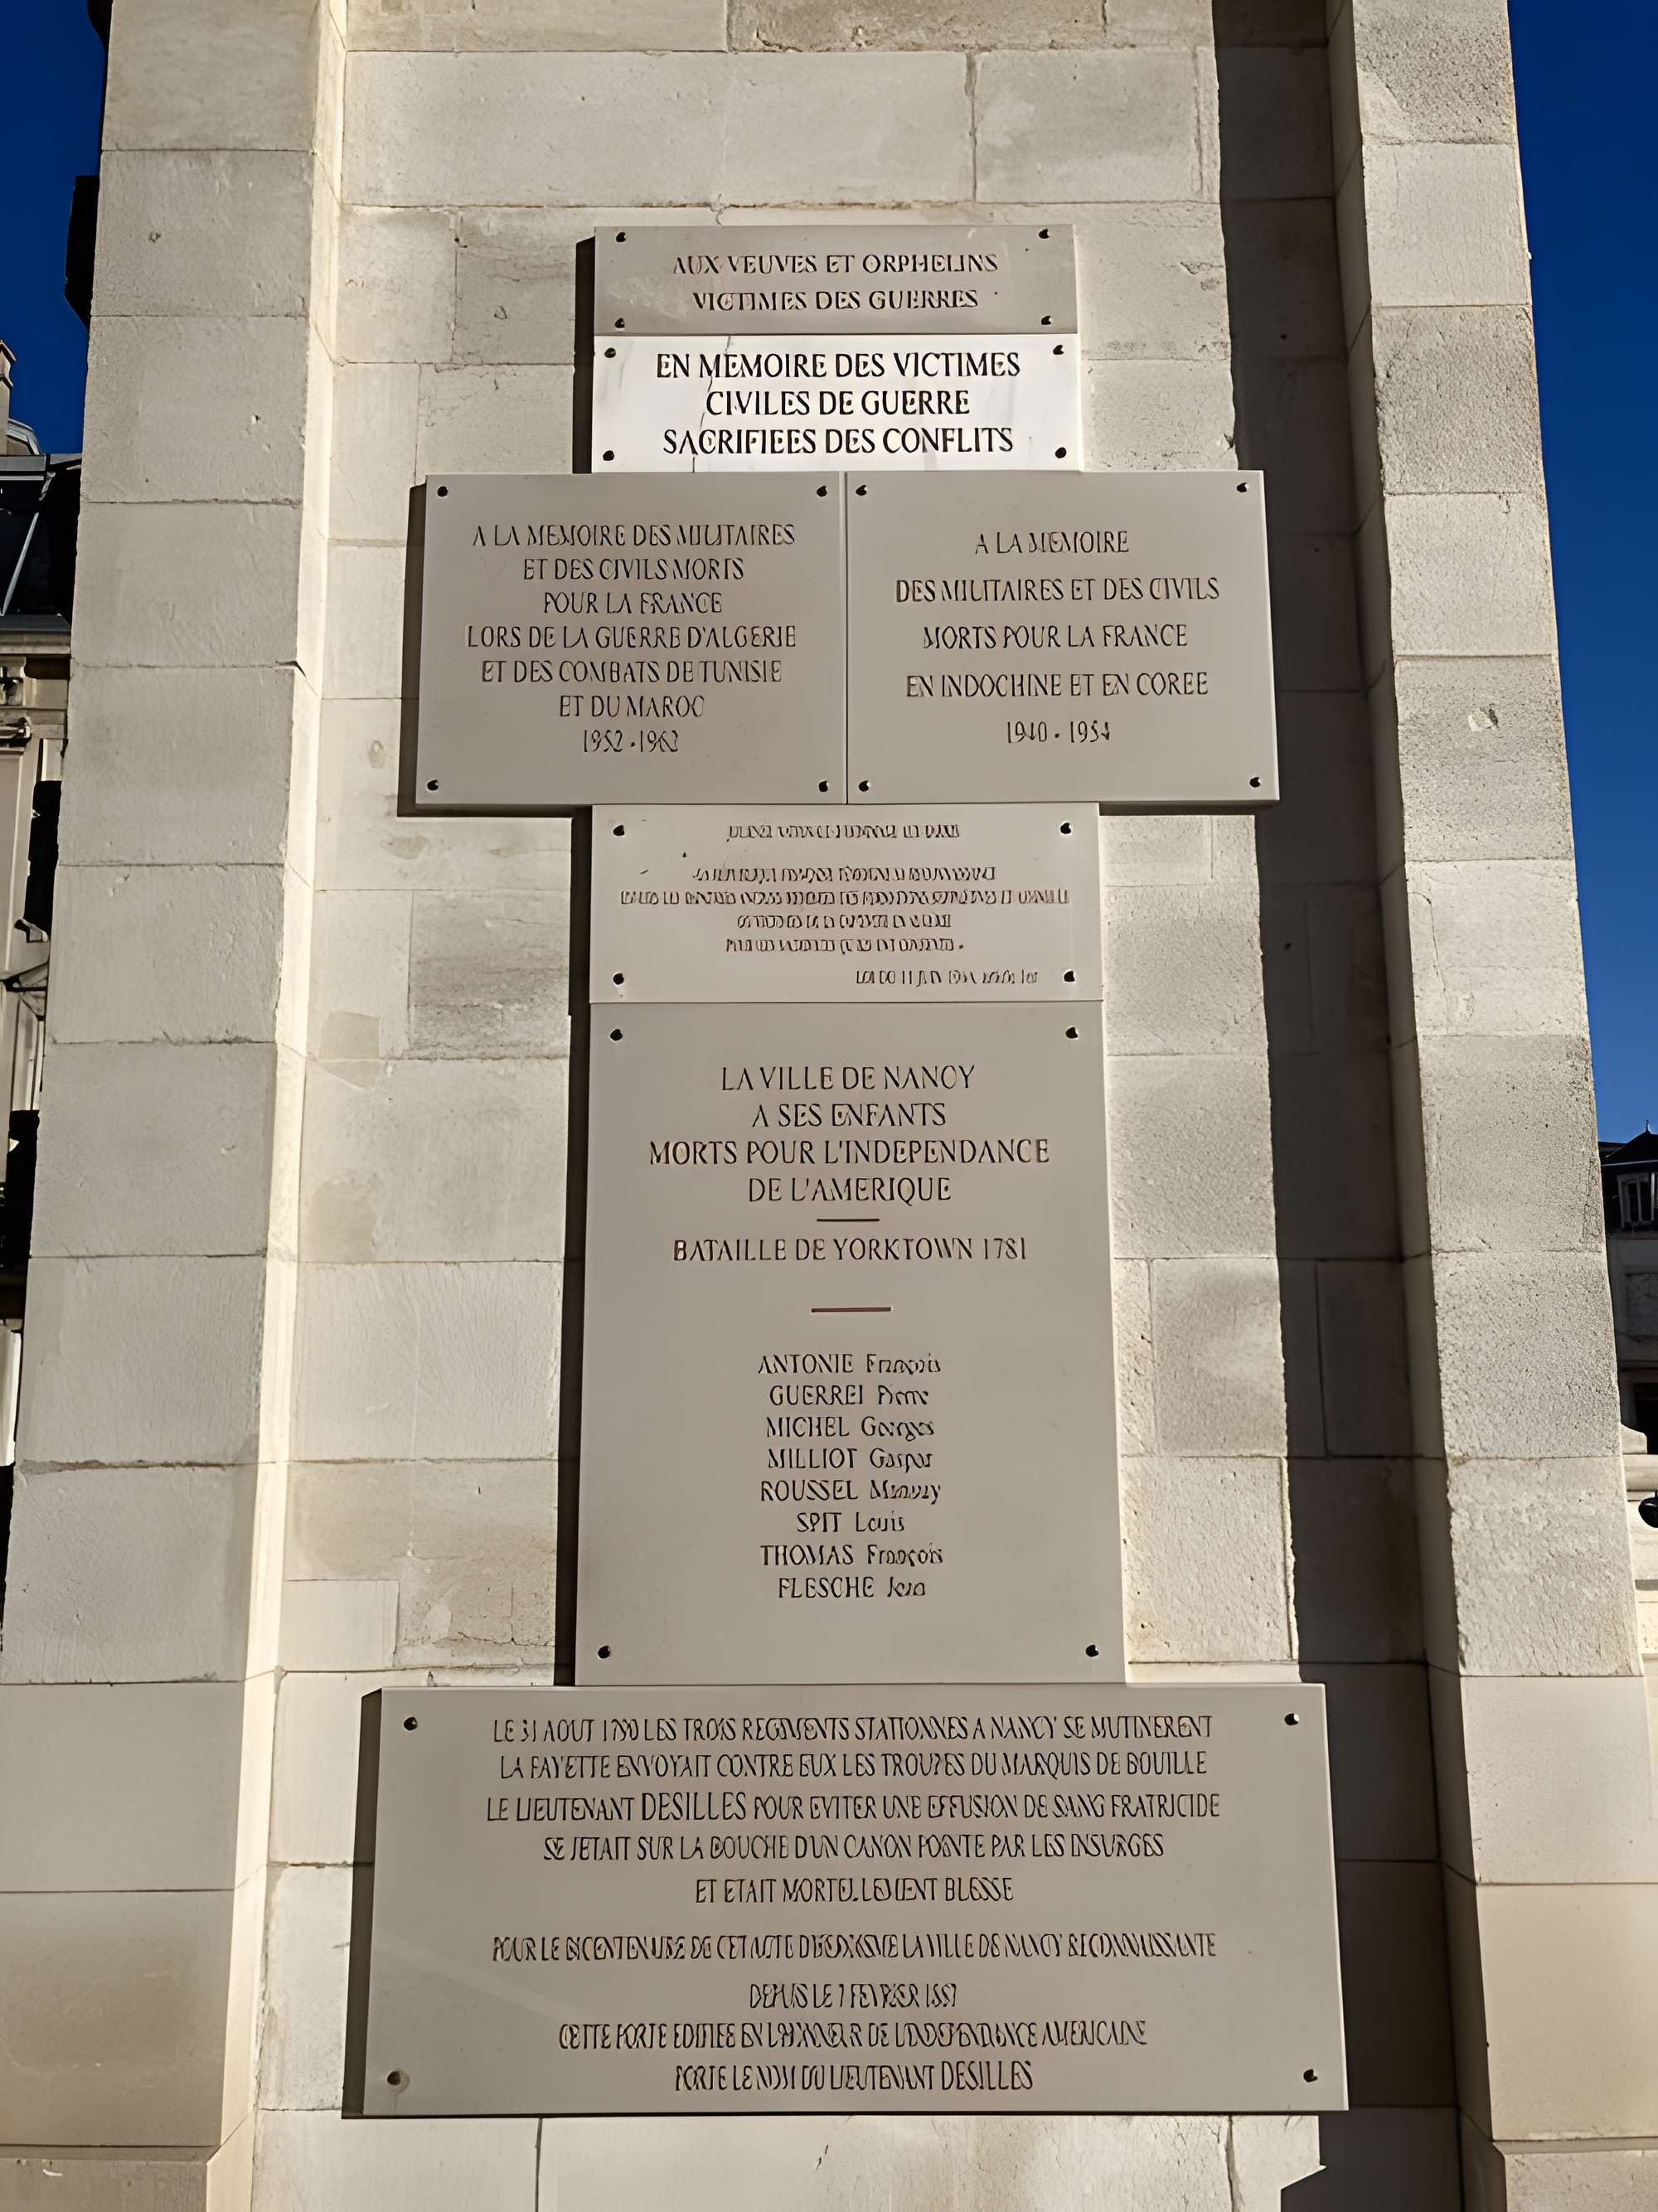 AUX VEUVES ET ORPHELINS
VICTIMES DES GUERRES
EN MEMOIRE DES VICTIMES
CIVILES DE GUERRE
SACRIFIEES DES CONFLITS
A LA MEMOIRE DES MILITAIRES
ET DES CIVILS MORTS
POUR LA FRANCE
LORS DE LA GUERRE D'ALGERIE
ET DES COMBATS DE TUNISIE
ET DU MAROC
1952 - 1962
A LA MEMOIRE
DES MILITAIRES ET DES CIVILS
MORTS POUR LA FRANCE
EN INDOCHINE ET EN COREE
1940 - 1954
LA VILLE DE NANCY
A SES ENFANTS
MORTS POUR L'INDEPENDANCE
DE L'AMERIQUE
BATAILLE DE YORKTOWN 1781
ANTONIE François
GUERREI Pierre
MICHEL Georges
MILLIOT Gaspar
ROUSSEL
SPIT Louis
THOMAS François
FLESCHE Jean
LE 31 AOUT 1790 LES TROIS REGIMENTS STATIONNES A NANCY SE MUTINERENT
LA FAYETTE ENVOYAIT CONTRE EUX LES TROUPES DU MARQUIS DE BOUILLE
LE LIEUTENANT DESILLES POUR EVITER UNE EFFUSION DE SANG FRATRICIDE
SE JETAIT SUR LA BOUCHE D'UN CANON POINTE PAR LES INSURGES
ET ETAIT MORTELLEMENT BLESSE
POUR LE BICENTENAIRE DE CET ACTE D'HEROISME LA VILLE DE NANCY RECONNAISSANTE
DEPUIS LE 7 FEVRIER
CETTE PORTE EDIFIEE EN L'HONNEUR DE L'INDEPENDANCE AMERICAINE
PORTE LE NOM DU LIEUTENANT DESILLES